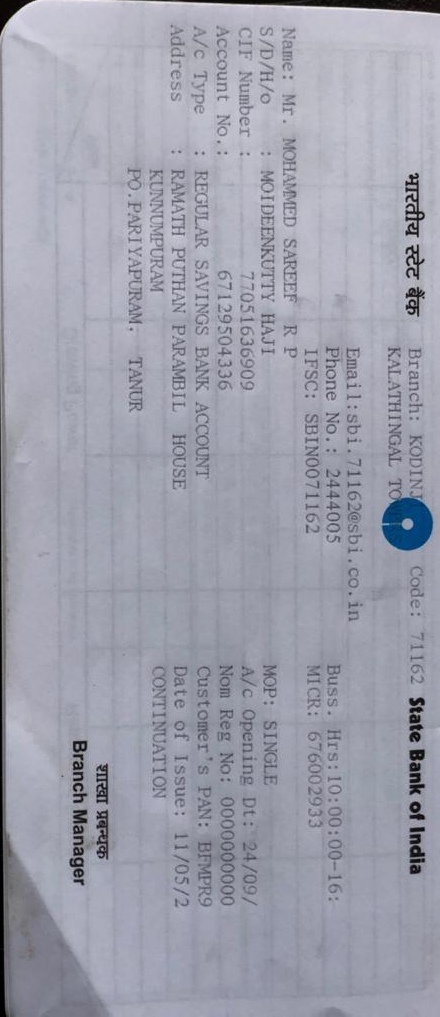 भारतीय स्टेट बैंक State Bank of India
Branch: KODINJ Code: 71162
KALATHINGAL TO
Email:sbi.71162@sbi.co.in
Phone No.: 2444005 Buss. Hrs:10:00:00-16:
IFSC: SBIN0071162 MICR: 676002933
Name: Mr. MOHAMMED SAREEF R P
S/D/H/o : MOIDEENKUTTY HAJI MOP: SINGLE
CIF Number : 77051636909 A/c Opening Dt: 24/09/
Account No.: 67129504336 Nom Reg No: 0000000000
A/c Type : REGULAR SAVINGS BANK ACCOUNT Customer's PAN: BFMPR9
Address : RAMATH PUTHAN PARAMBIL HOUSE Date of Issue: 11/05/2
KUNNUMPURAM CONTINUATION
PO.PARIYAPURAM, TANUR
शाखा प्रबन्धक
Branch Manager